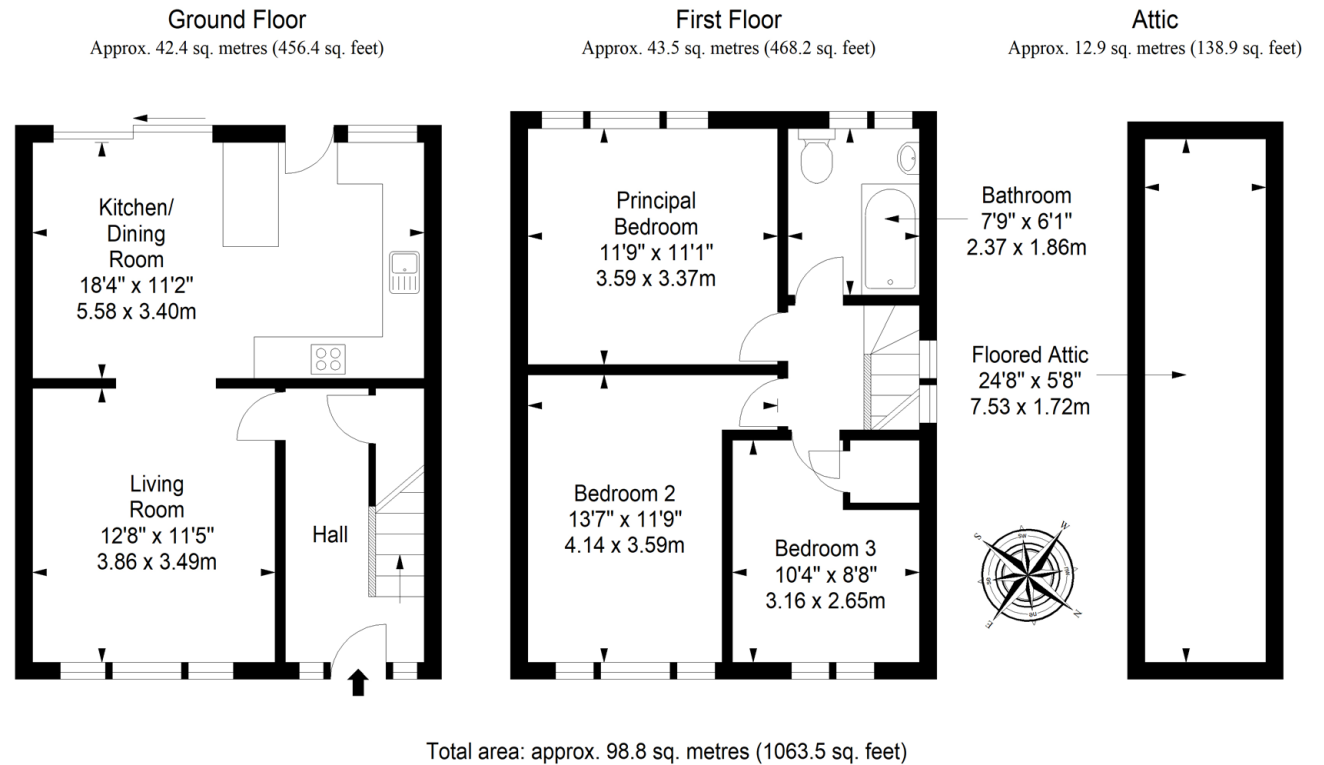 Ground Floor
Approx. 42.4 sq. metres (456.4 sq. feet)
First Floor
Approx. 43.5 sq. metres (468.2 sq. feet)
Attic
Approx. 12.9 sq. metres (138.9 sq. feet)
Kitchen/
Dining
Room
18'4" x 11'2"
5.58 x 3.40m
Living
Room
12'8" x 11'5"
3.86 x 3.49m
Hall
Principal
Bedroom
11'9" x 11'1"
3.59 x 3.37m
Bathroom
7'9" x 6'1"
2.37 x 1.86m
Bedroom 2
13'7" x 11'9"
4.14 x 3.59m
Bedroom 3
10'4" x 8'8"
3.16 x 2.65m
Floored Attic
24'8" x 5'8"
7.53 x 1.72m
S
sw
W
se
nw
E
ne
N
Total area: approx. 98.8 sq. metres (1063.5 sq. feet)